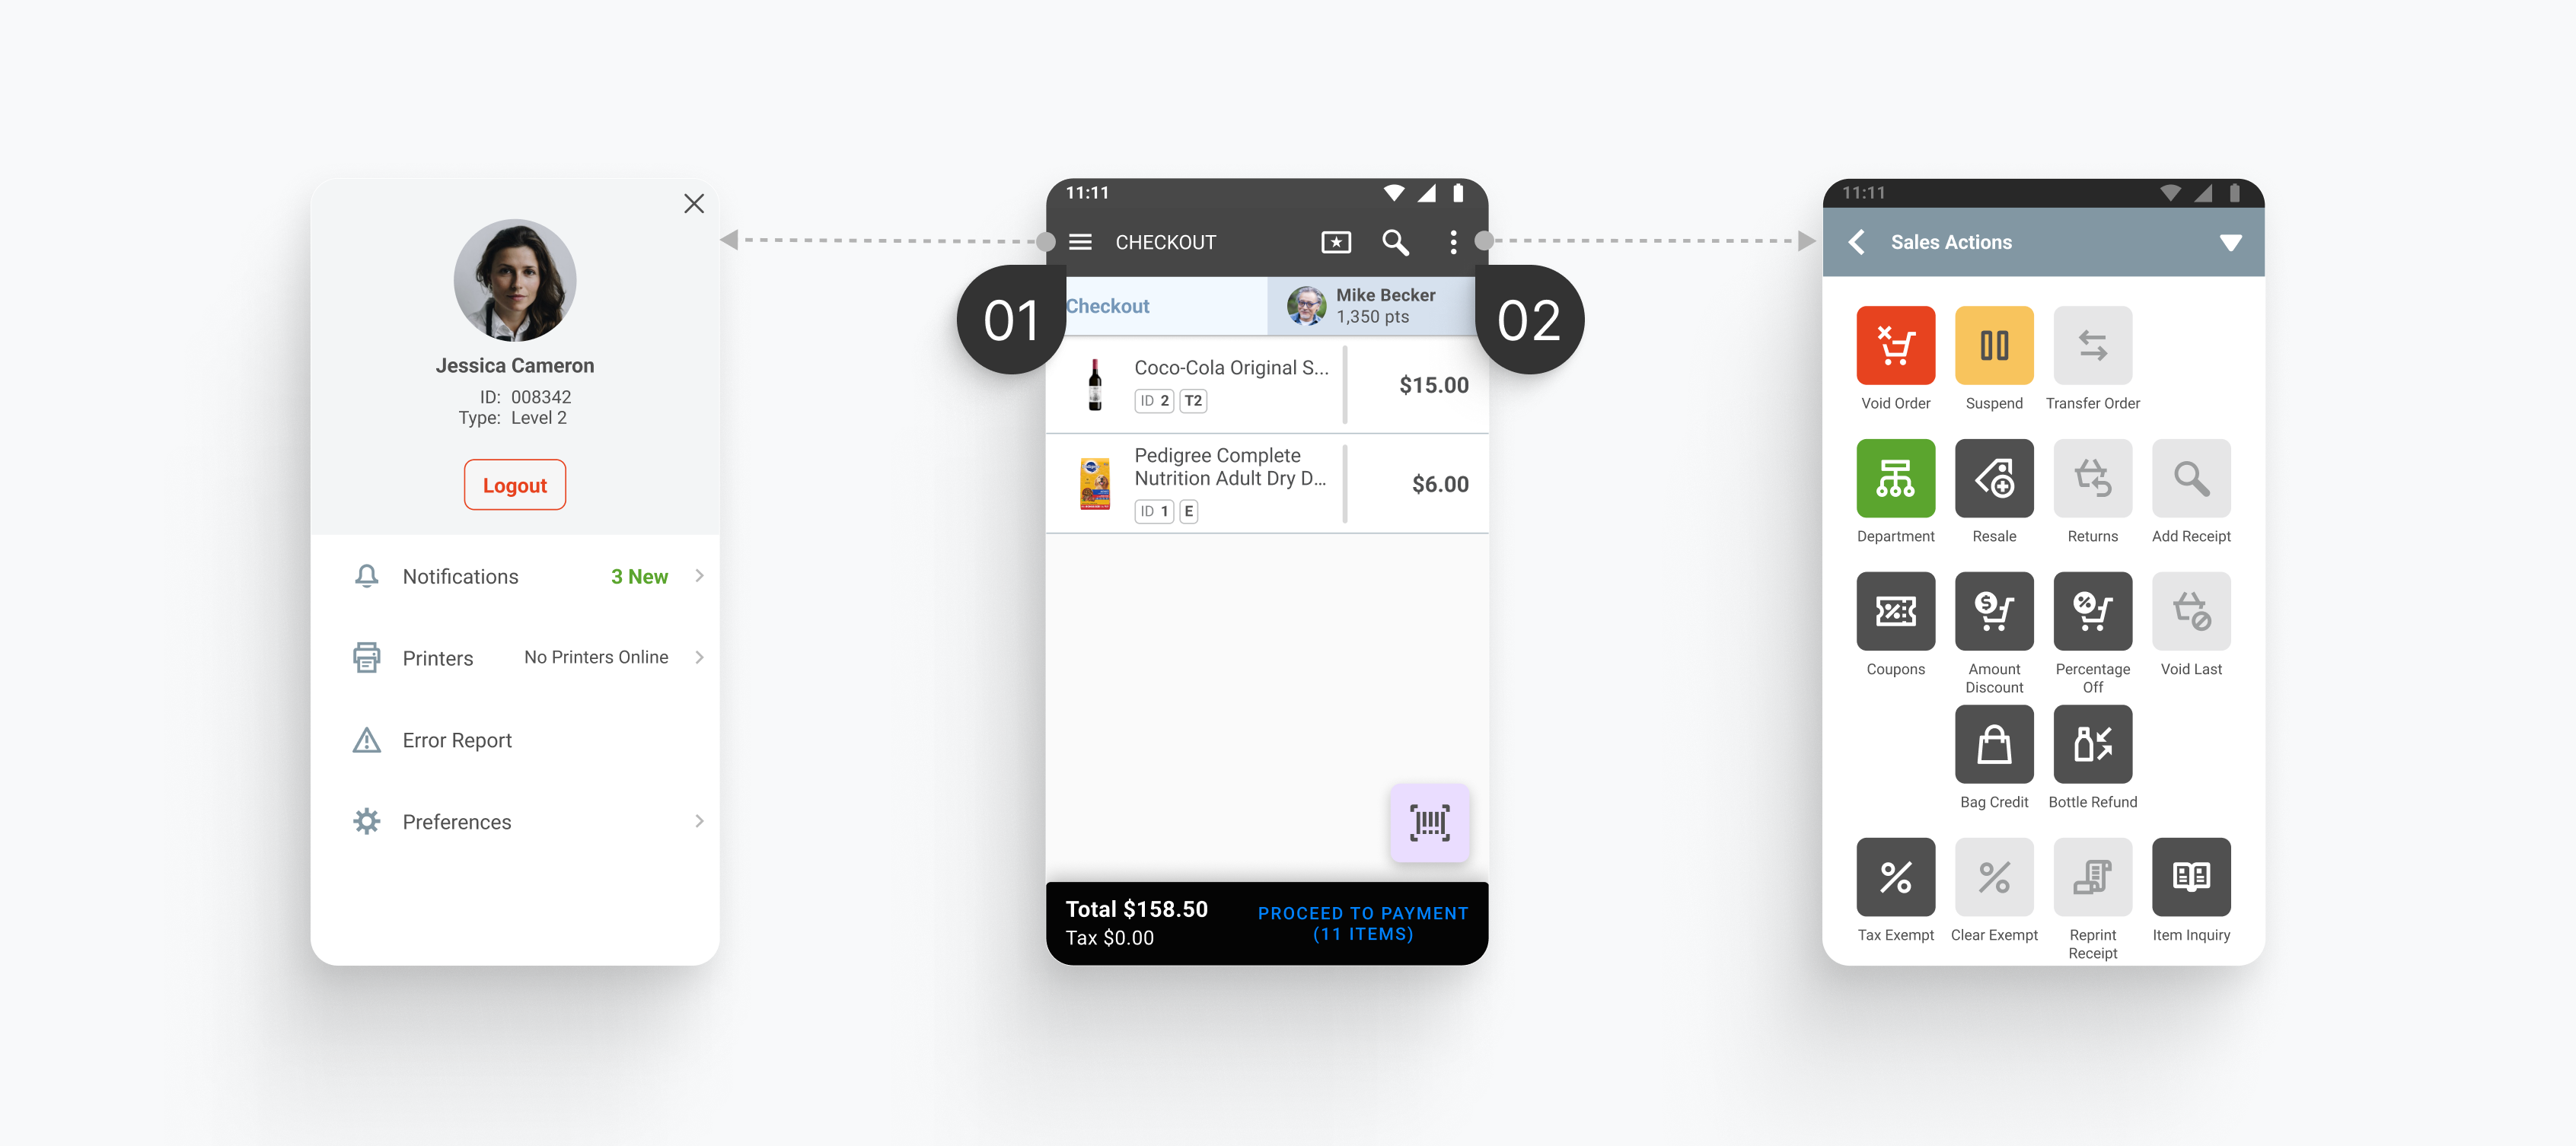 Jessica Cameron
ID: 008342
Type: Level 2
Logout
Notifications 3 New
Printers No Printers Online
Error Report
Preferences
01
11:11
CHECKOUT
Checkout
Mike Becker
1,350 pts
Coco-Cola Original S...
ID 2 T2
$15.00
Pedigree Complete
Nutrition Adult Dry D...
ID 1 E
$6.00
Total $158.50
Tax $0.00
PROCEED TO PAYMENT
(11 ITEMS)
02
11:11
Sales Actions
Void Order Suspend Transfer Order
Department Resale Returns Add Receipt
Coupons Amount Percentage Void Last
Discount Off
Bag Credit Bottle Refund
Tax Exempt Clear Exempt Reprint Item Inquiry
Receipt